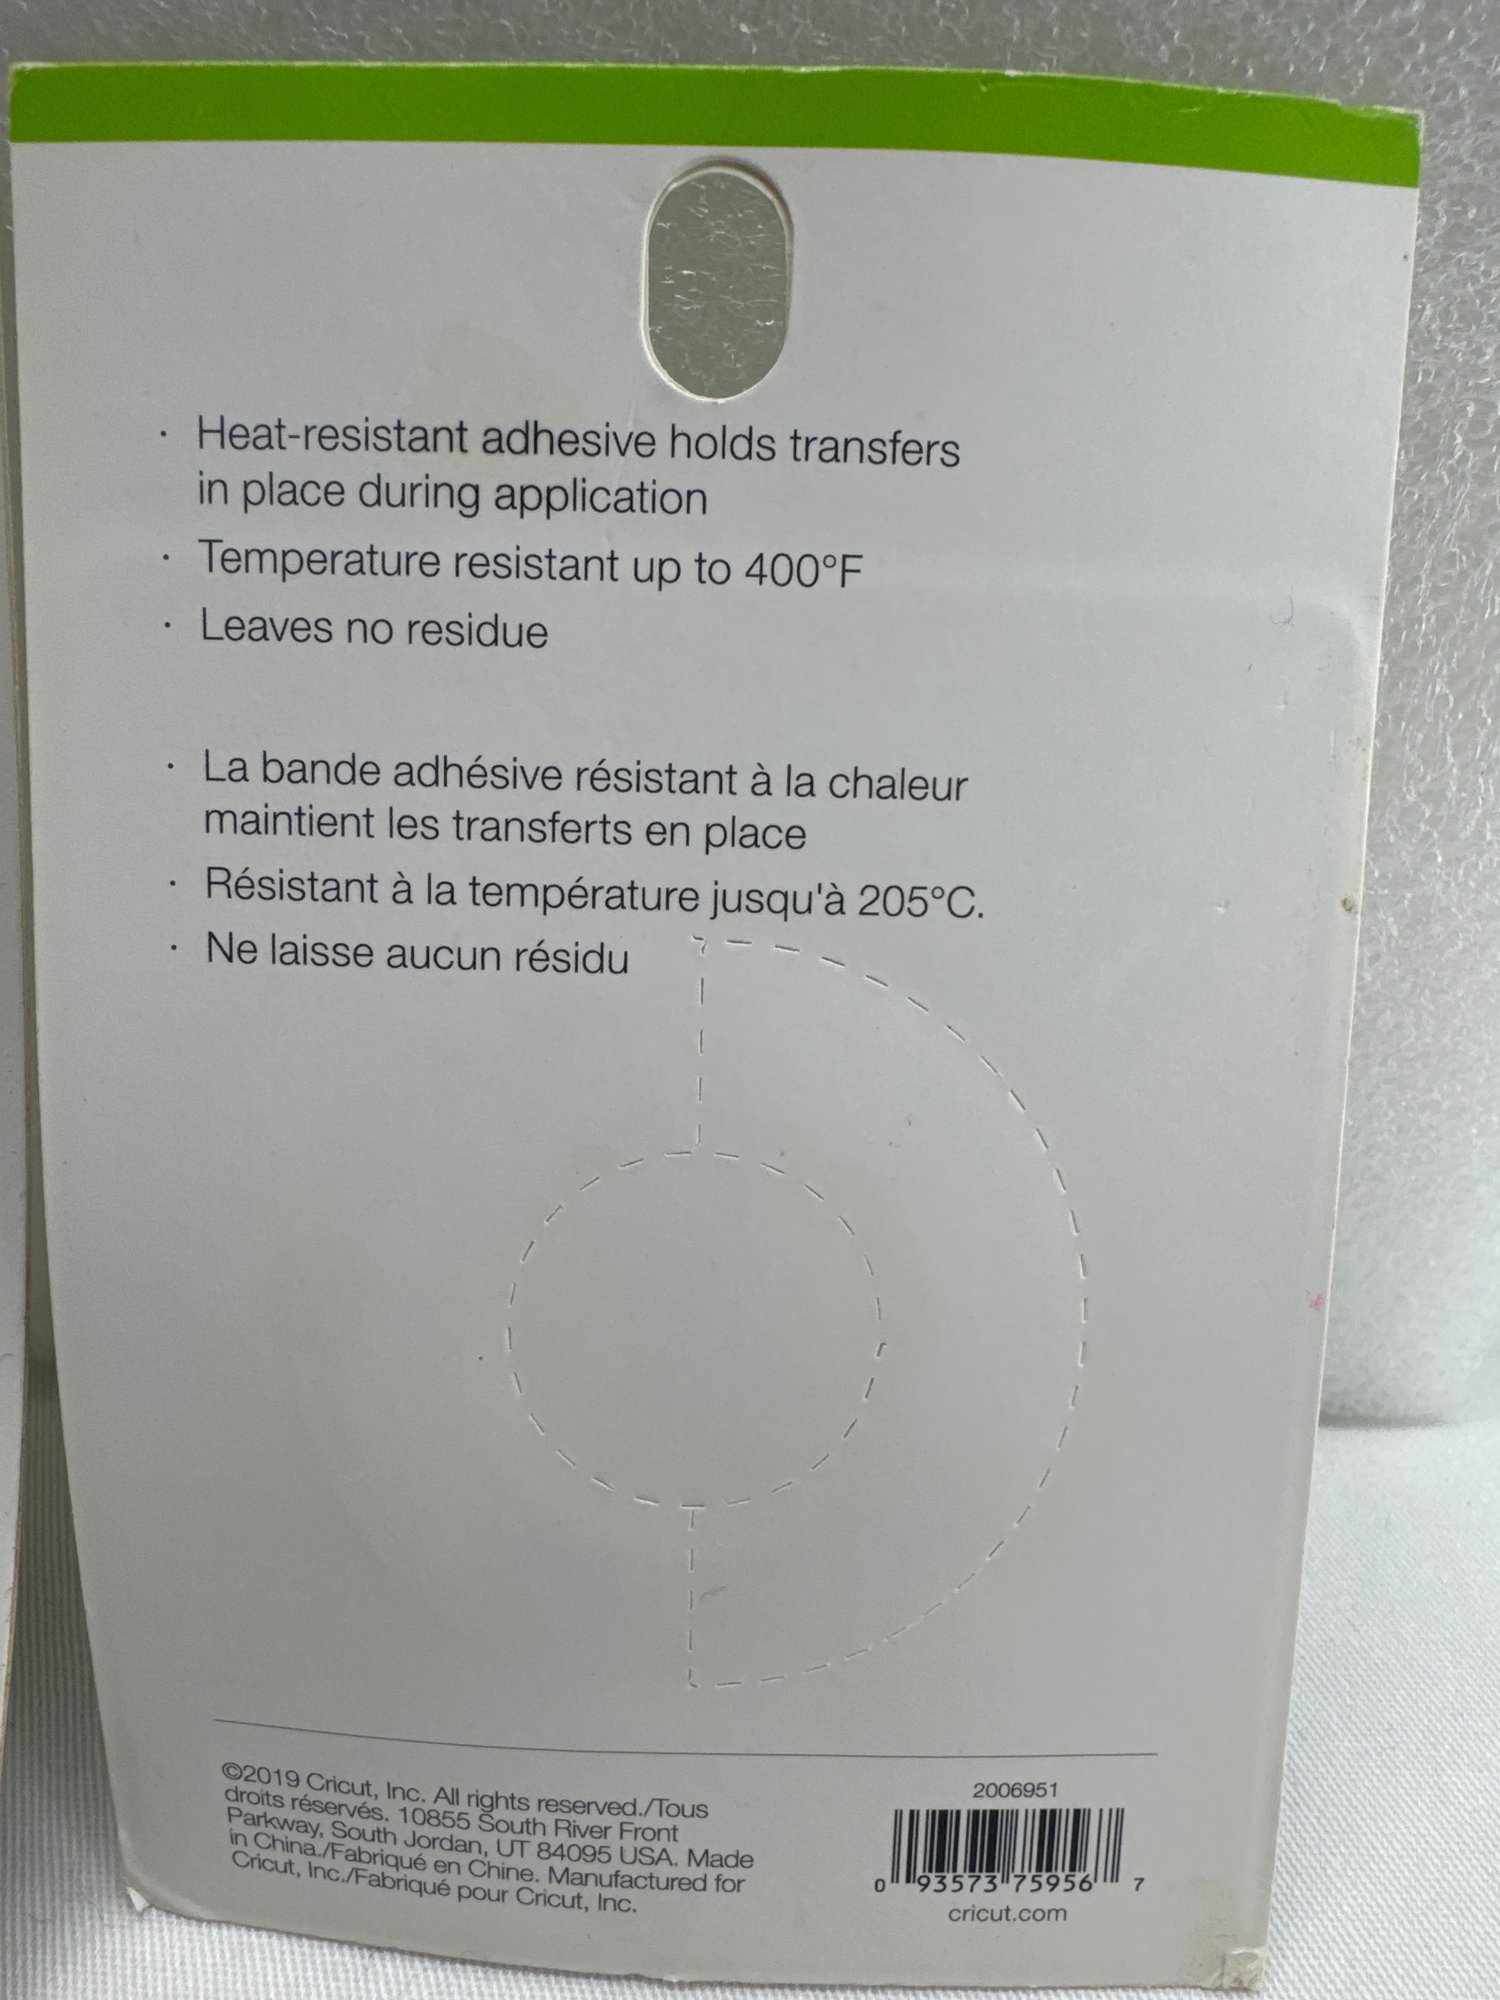 · Heat-resistant adhesive holds transfers
in place during application
· Temperature resistant up to 400°F
· Leaves no residue
· La bande adhésive résistant à la chaleur
maintient les transferts en place
· Résistant à la température jusqu'à 205°C.
· Ne laisse aucun résidu
©2019 Cricut, Inc. All rights reserved./Tous
droits réservés. 10855 South River Front
Parkway, South Jordan, UT 84095 USA. Made
in China./Fabriqué en Chine. Manufactured for
Cricut, Inc./Fabriqué pour Cricut, Inc.
2006951
0 93573 75956 7
cricut.com